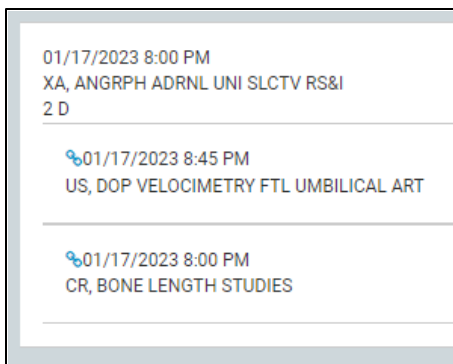 01/17/2023 8:00 PM
XA, ANGRPH ADRNL UNI SLCTV RS&I
2 D
01/17/2023 8:45 PM
US, DOP VELOCIMETRY FTL UMBILICAL ART
01/17/2023 8:00 PM
CR, BONE LENGTH STUDIES